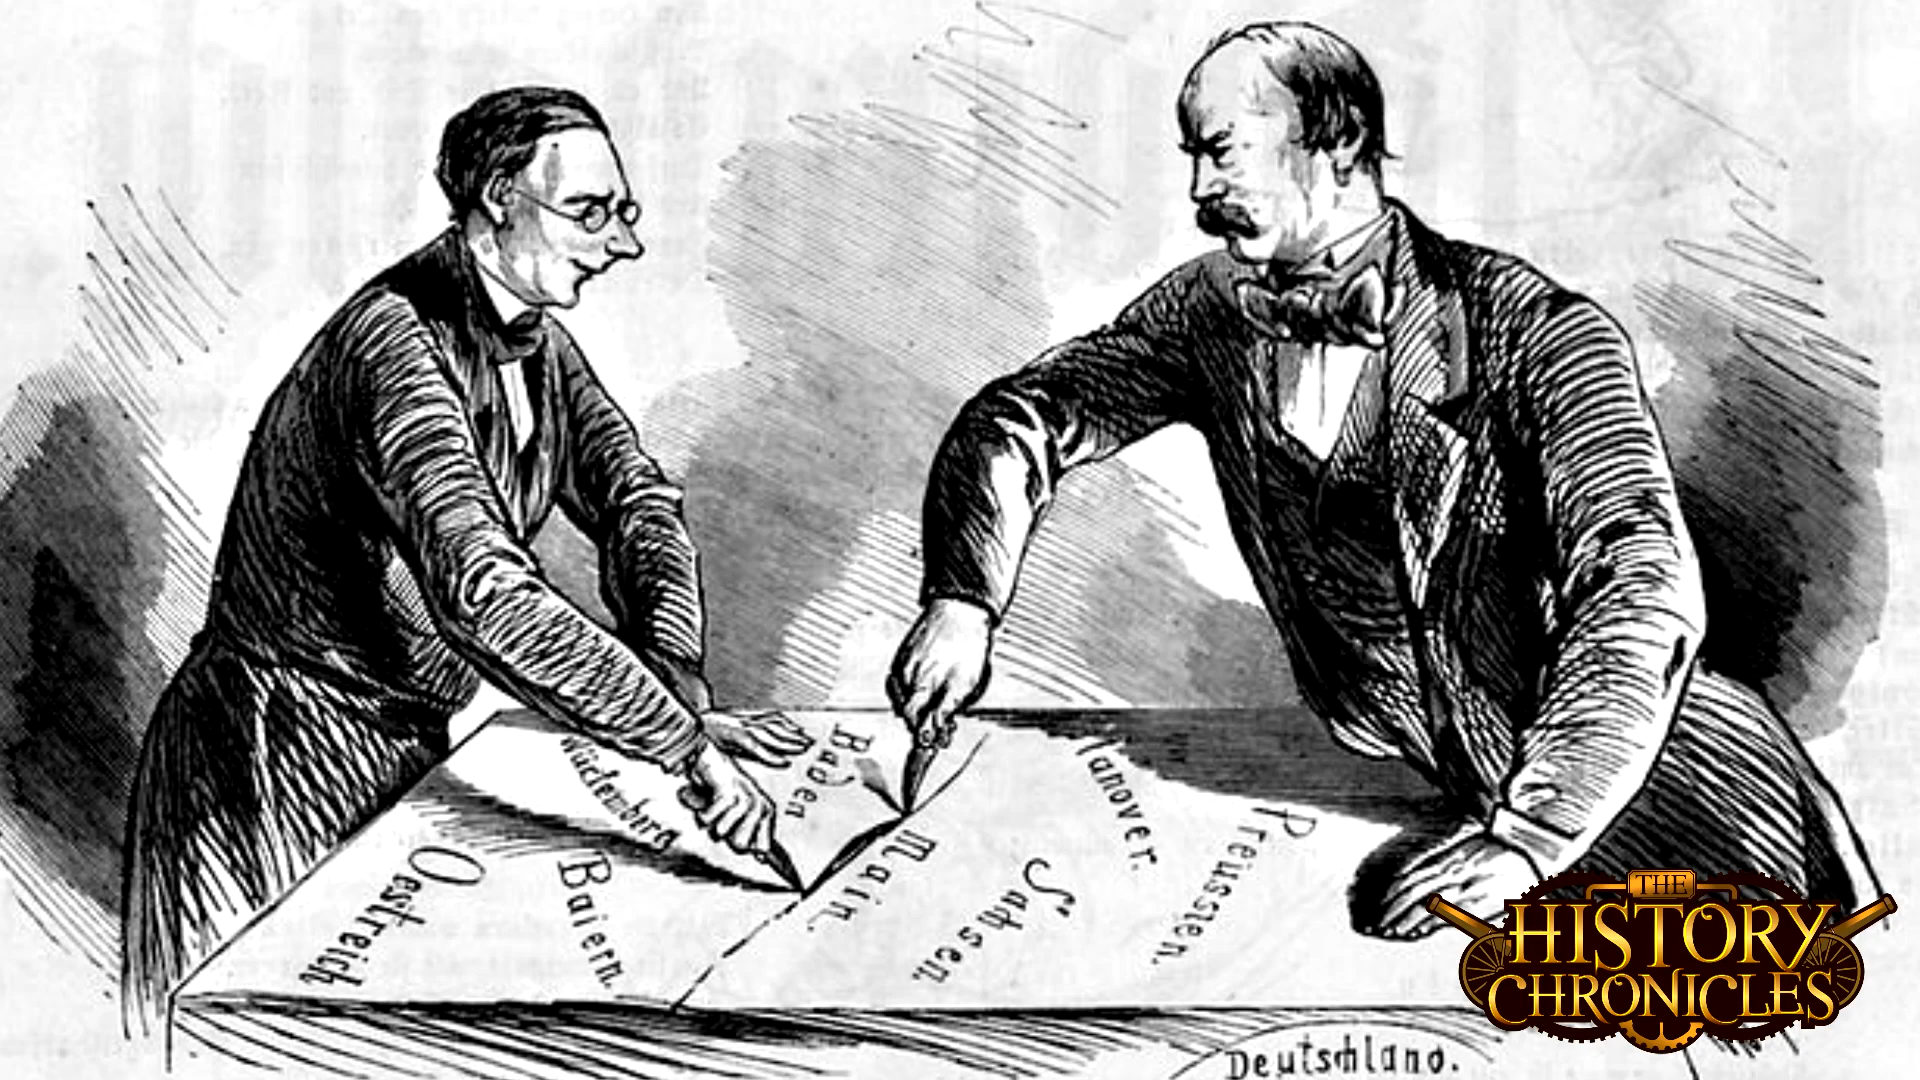 Würtemberg
Baden
Oestreich
Baiern.
Main.
Sachsen.
Hanover.
Preussen.
Deutschland.
THE
HISTORY
CHRONICLES